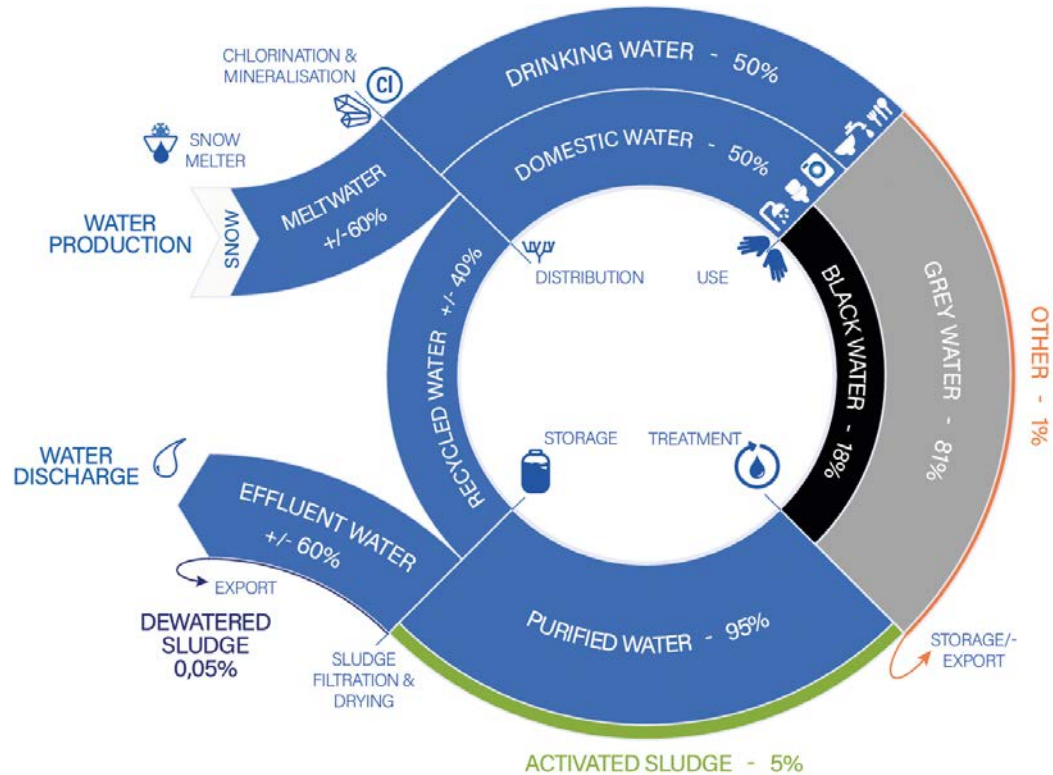 CHLORINATION &
MINERALISATION
Cl
SNOW
MELTER
WATER
PRODUCTION
SNOW
MELTWATER
+/-60%
DRINKING WATER - 50%
DOMESTIC WATER - 50%
DISTRIBUTION
USE
RECYCLED WATER +/- 40%
BLACK WATER - 18%
GREY WATER - 81%
OTHER - 1%
STORAGE
TREATMENT
WATER
DISCHARGE
EFFLUENT WATER
+/- 60%
EXPORT
DEWATERED
SLUDGE
0,05%
SLUDGE
FILTRATION &
DRYING
PURIFIED WATER - 95%
STORAGE/-
EXPORT
ACTIVATED SLUDGE - 5%